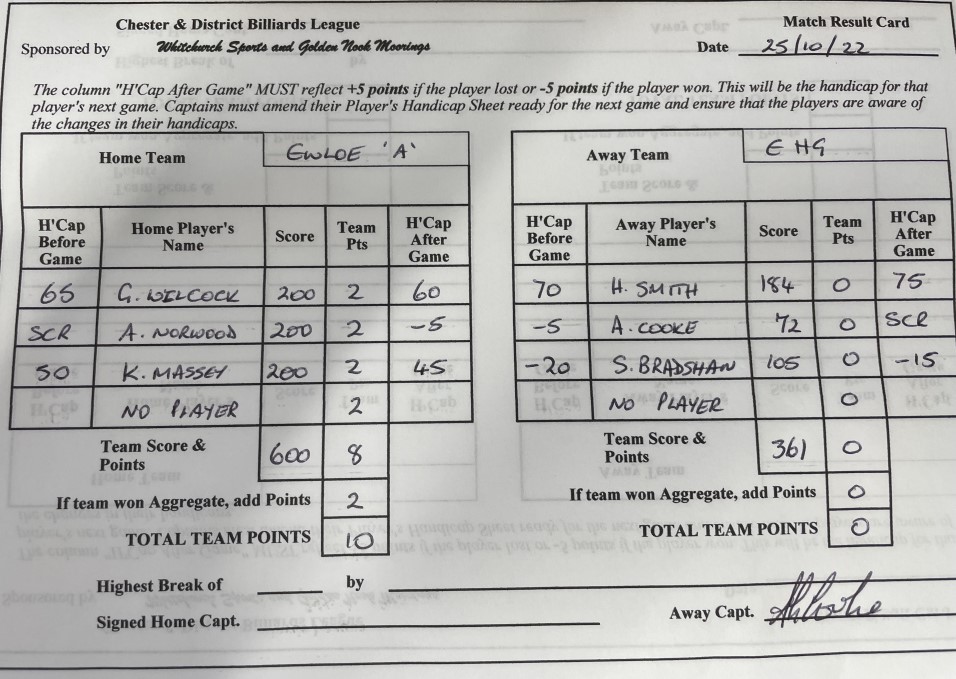 Chester & District Billiards League
Match Result Card
Sponsored by Whitchurch Sports and Golden Nook Moorings
Date 25/10/22
The column "H'Cap After Game" MUST reflect +5 points if the player lost or -5 points if the player won. This will be the handicap for that
player's next game. Captains must amend their Player's Handicap Sheet ready for the next game and ensure that the players are aware of
the changes in their handicaps.
Home Team EWLOE 'A'
H'Cap Before Game Home Player's Name Score Team Pts H'Cap After Game
65 G. WILCOCK 200 2 60
SCR A. NORWOOD 200 2 -5
50 K. MASSEY 200 2 45
NO PLAYER 2
Team Score & Points 600 8
If team won Aggregate, add Points 2
TOTAL TEAM POINTS 10
Away Team EHG
H'Cap Before Game Away Player's Name Score Team Pts H'Cap After Game
70 H. SMITH 184 0 75
-5 A. COOKE 72 0 SCR
-20 S. BRADSHAW 105 0 -15
NO PLAYER 0
Team Score & Points 361 0
If team won Aggregate, add Points 0
TOTAL TEAM POINTS 0
Highest Break of by
Signed Home Capt.
Away Capt.